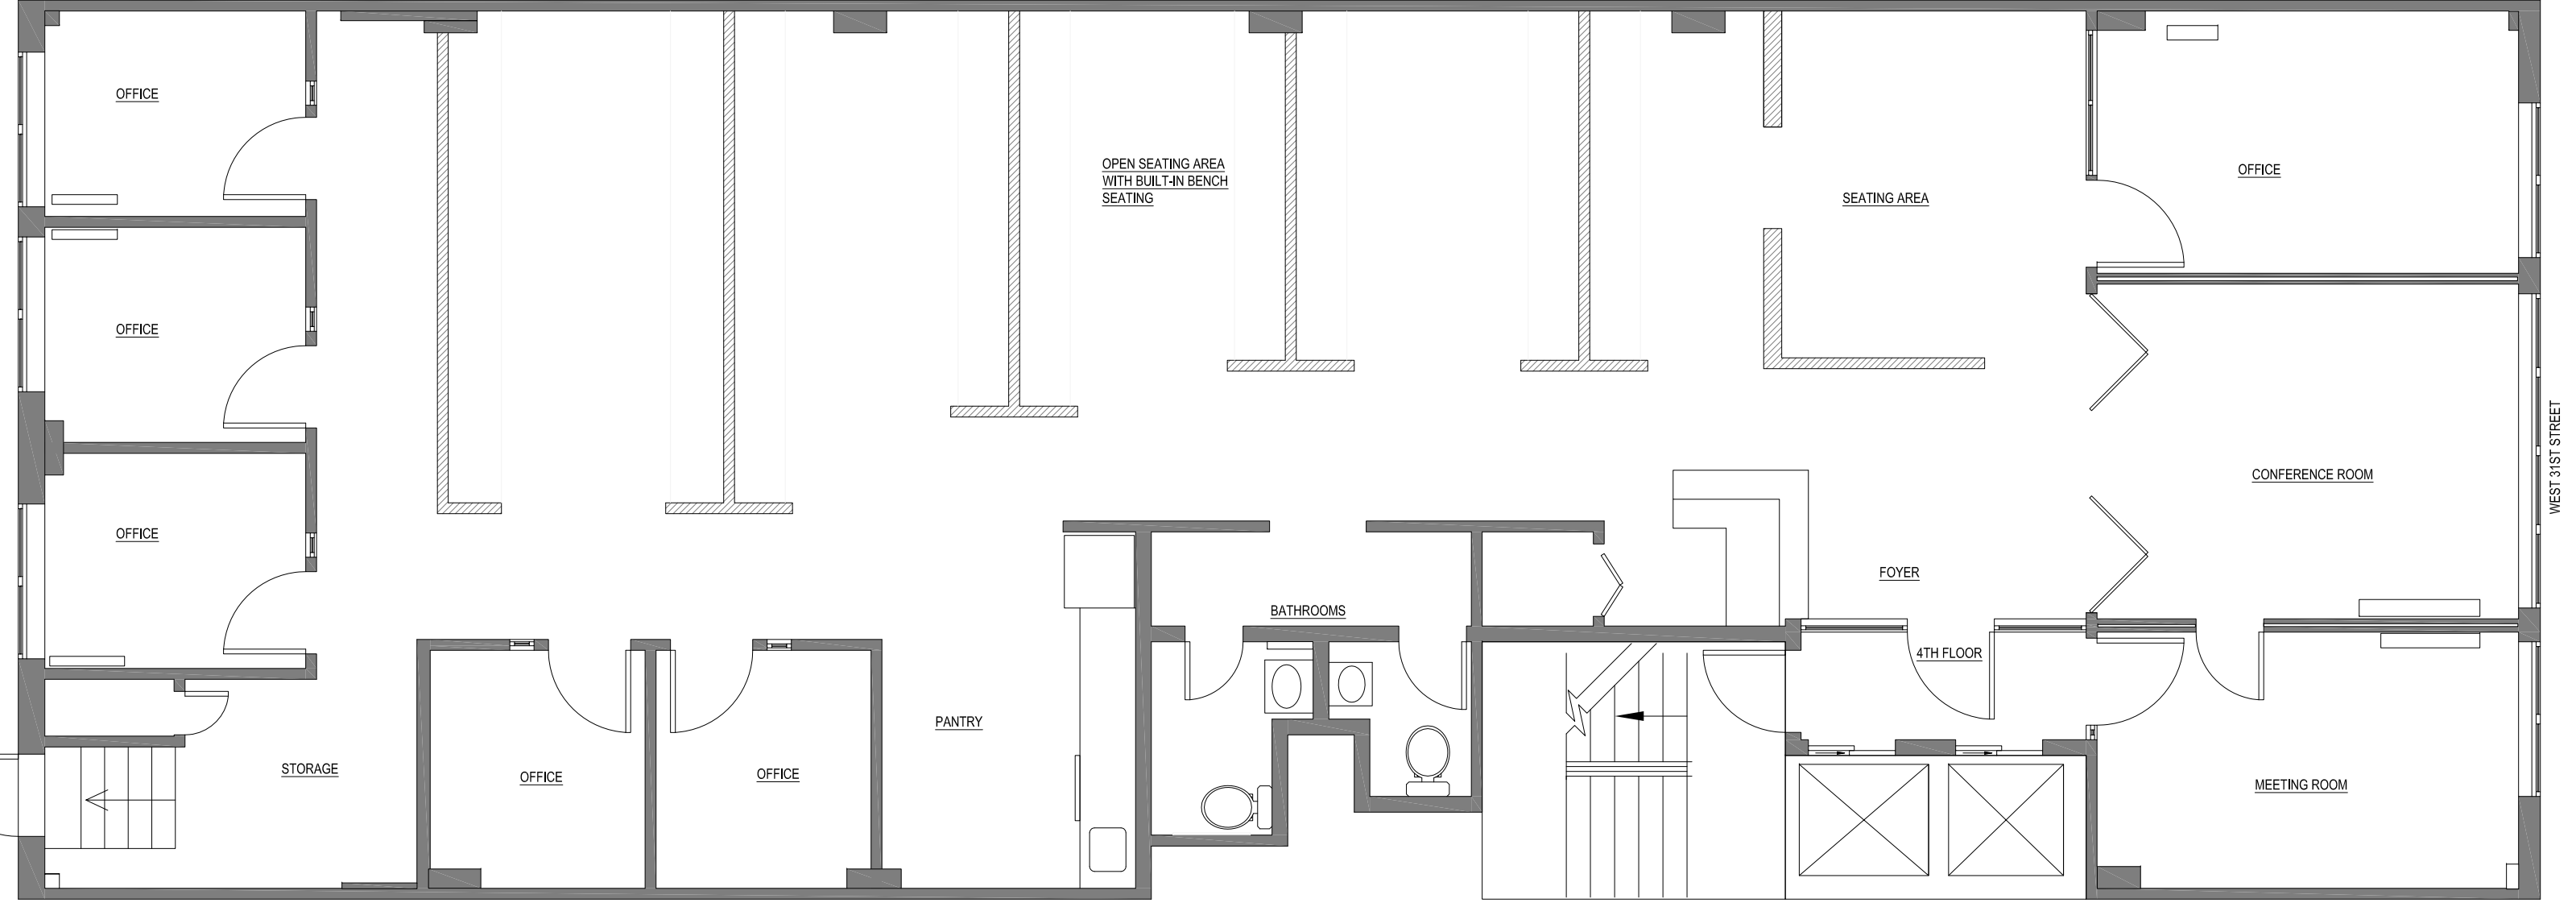 OFFICE
OPEN SEATING AREA
WITH BUILT-IN BENCH
SEATING
SEATING AREA
OFFICE
OFFICE
CONFERENCE ROOM
WEST 31ST STREET
OFFICE
FOYER
BATHROOMS
4TH FLOOR
PANTRY
STORAGE
OFFICE
OFFICE
MEETING ROOM